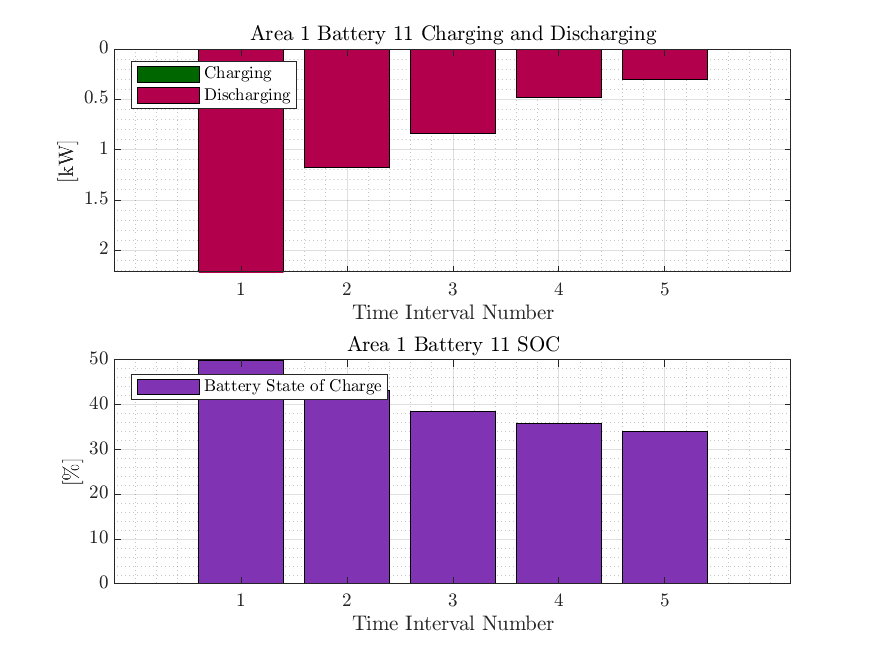 Area 1 Battery 11 Charging and Discharging
0
0.5
1
1.5
2
[kW]
Charging
Discharging
1 2 3 4 5
Time Interval Number
Area 1 Battery 11 SOC
50
40
30
20
10
0
[%]
Battery State of Charge
1 2 3 4 5
Time Interval Number